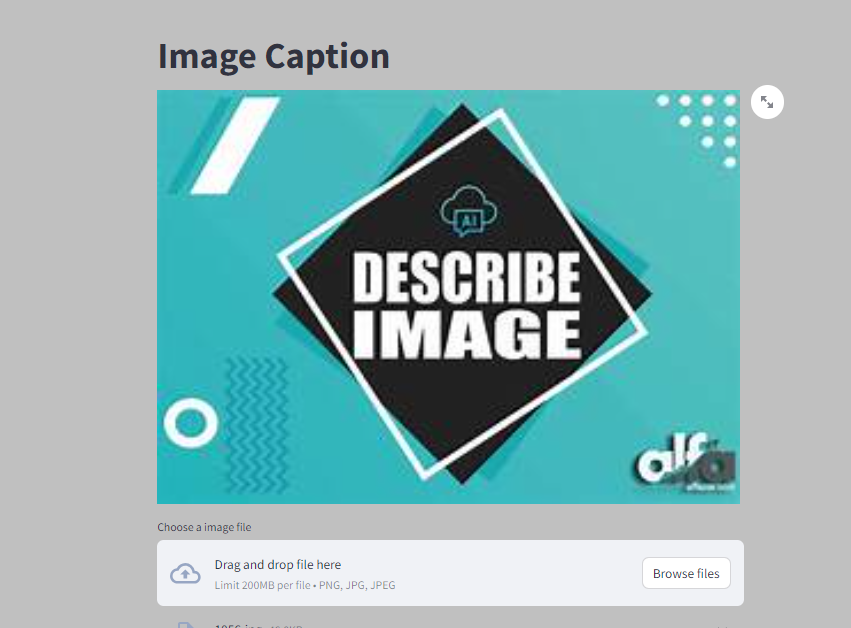 Image Caption
AI
DESCRIBE
IMAGE
alfa
Choose a image file
Drag and drop file here
Limit 200MB per file • PNG, JPG, JPEG
Browse files